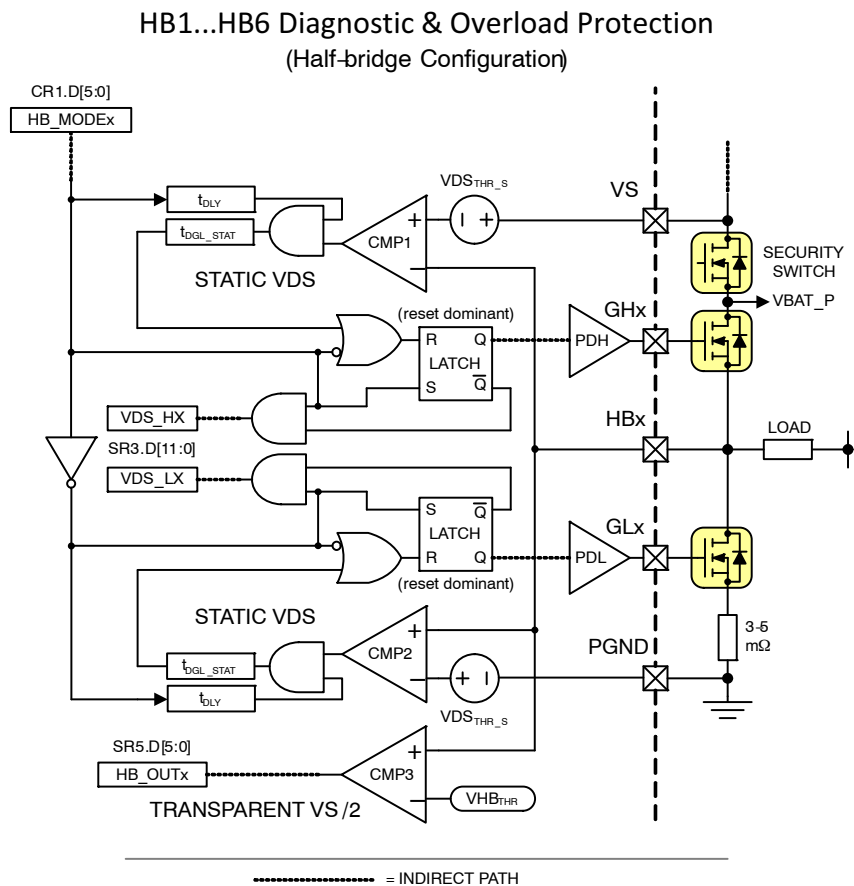 HB1...HB6 Diagnostic & Overload Protection
(Half-bridge Configuration)
CR1.D[5:0]
HB_MODEx
VDSTHR_S
VS
tDLY
tDGL_STAT
CMP1
+
−
− +
STATIC VDS
SECURITY
SWITCH
VBAT_P
(reset dominant)
GHx
R Q
LATCH
S Q
PDH
VDS_HX
HBx
LOAD
SR3.D[11:0]
VDS_LX
S Q
LATCH
R Q
GLx
PDL
(reset dominant)
STATIC VDS
3-5
mΩ
tDGL_STAT
CMP2
+
−
+ −
PGND
tDLY
VDSTHR_S
SR5.D[5:0]
HB_OUTx
CMP3
+
−
VHBTHR
TRANSPARENT VS/2
= INDIRECT PATH